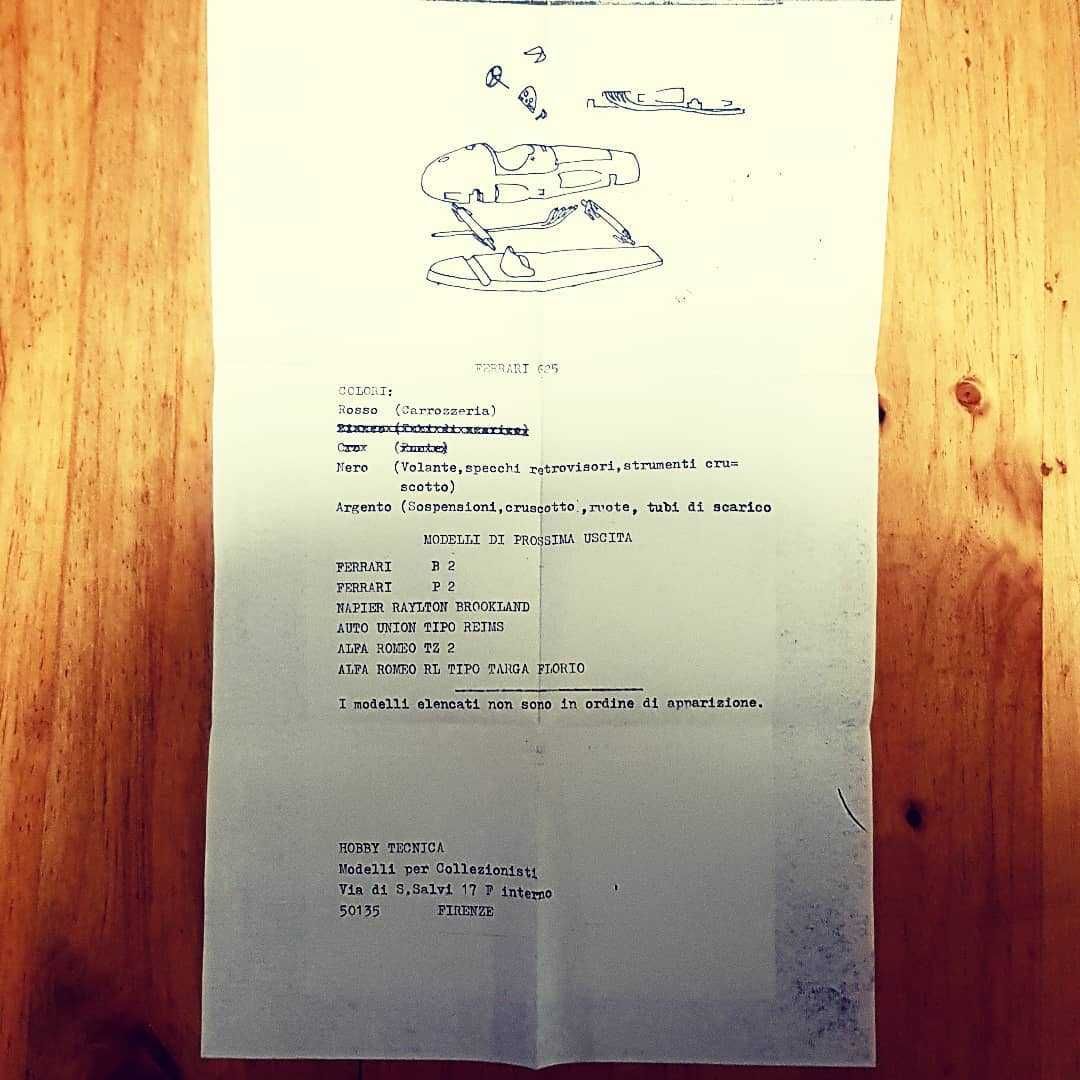 FERRARI 625
COLORI:
Rosso (Carrozzeria)
Nero (Volante,specchi retrovisori,strumenti cru=
scotto)
Argento (Sospensioni,cruscotto),ruote, tubi di scarico
MODELLI DI PROSSIMA USCITA
FERRARI B 2
FERRARI P 2
NAPIER RAYLTON BROOKLAND
AUTO UNION TIPO REIMS
ALFA ROMEO TZ 2
ALFA ROMEO RL TIPO TARGA FLORIO
I modelli elencati non sono in ordine di apparizione.
HOBBY TECNICA
Modelli per Collezionisti
Via di S.Salvi 17 F interno
50135 FIRENZE